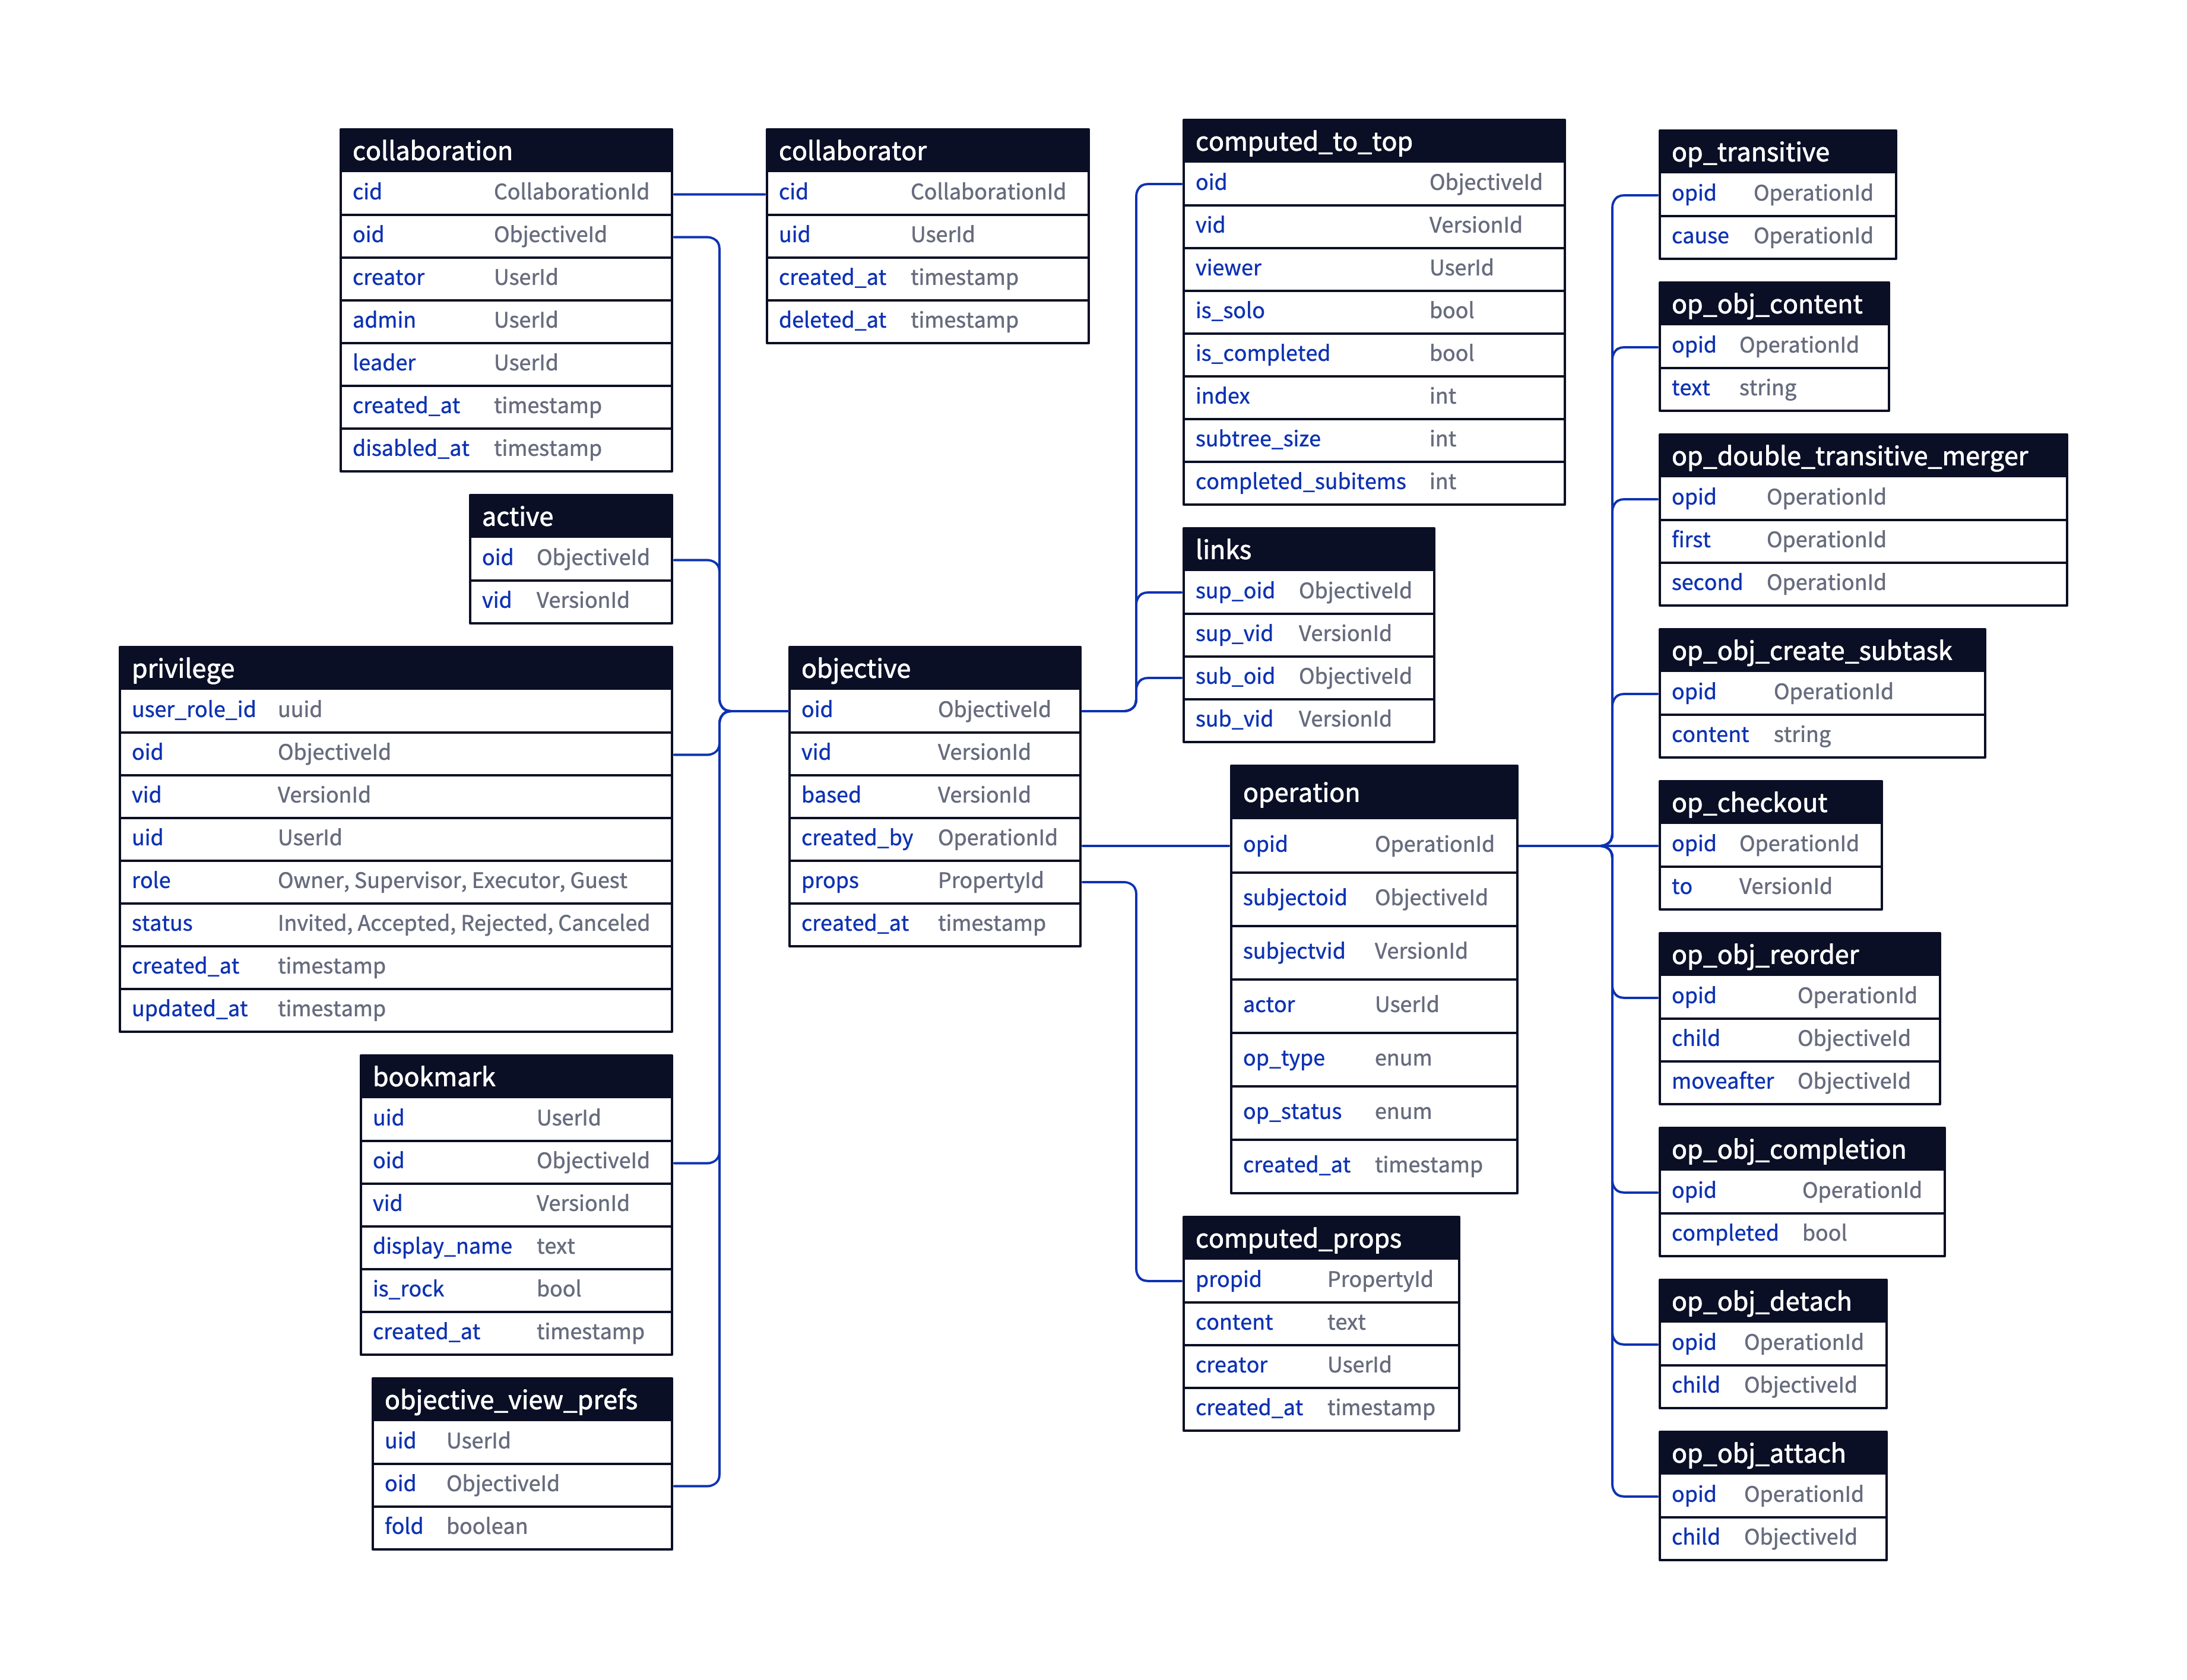 collaboration
cid CollaborationId
oid ObjectiveId
creator UserId
admin UserId
leader UserId
created_at timestamp
disabled_at timestamp
collaborator
cid CollaborationId
uid UserId
created_at timestamp
deleted_at timestamp
computed_to_top
oid ObjectiveId
vid VersionId
viewer UserId
is_solo bool
is_completed bool
index int
subtree_size int
completed_subitems int
op_transitive
opid OperationId
cause OperationId
op_obj_content
opid OperationId
text string
op_double_transitive_merger
opid OperationId
first OperationId
second OperationId
active
oid ObjectiveId
vid VersionId
links
sup_oid ObjectiveId
sup_vid VersionId
sub_oid ObjectiveId
sub_vid VersionId
op_obj_create_subtask
opid OperationId
content string
privilege
user_role_id uuid
oid ObjectiveId
vid VersionId
uid UserId
role Owner, Supervisor, Executor, Guest
status Invited, Accepted, Rejected, Canceled
created_at timestamp
updated_at timestamp
objective
oid ObjectiveId
vid VersionId
based VersionId
created_by OperationId
props PropertyId
created_at timestamp
operation
opid OperationId
subjectoid ObjectiveId
subjectvid VersionId
actor UserId
op_type enum
op_status enum
created_at timestamp
op_checkout
opid OperationId
to VersionId
op_obj_reorder
opid OperationId
child ObjectiveId
moveafter ObjectiveId
bookmark
uid UserId
oid ObjectiveId
vid VersionId
display_name text
is_rock bool
created_at timestamp
op_obj_completion
opid OperationId
completed bool
computed_props
propid PropertyId
content text
creator UserId
created_at timestamp
op_obj_detach
opid OperationId
child ObjectiveId
objective_view_prefs
uid UserId
oid ObjectiveId
fold boolean
op_obj_attach
opid OperationId
child ObjectiveId